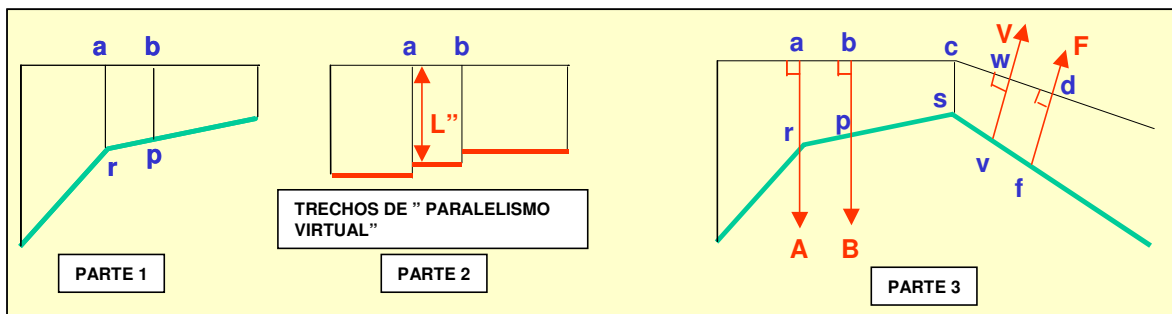 a b
r
p
PARTE 1
a b
L”
TRECHOS DE ” PARALELISMO
VIRTUAL”
PARTE 2
a b c V F
w
d
s
r p
v
f
A B
PARTE 3